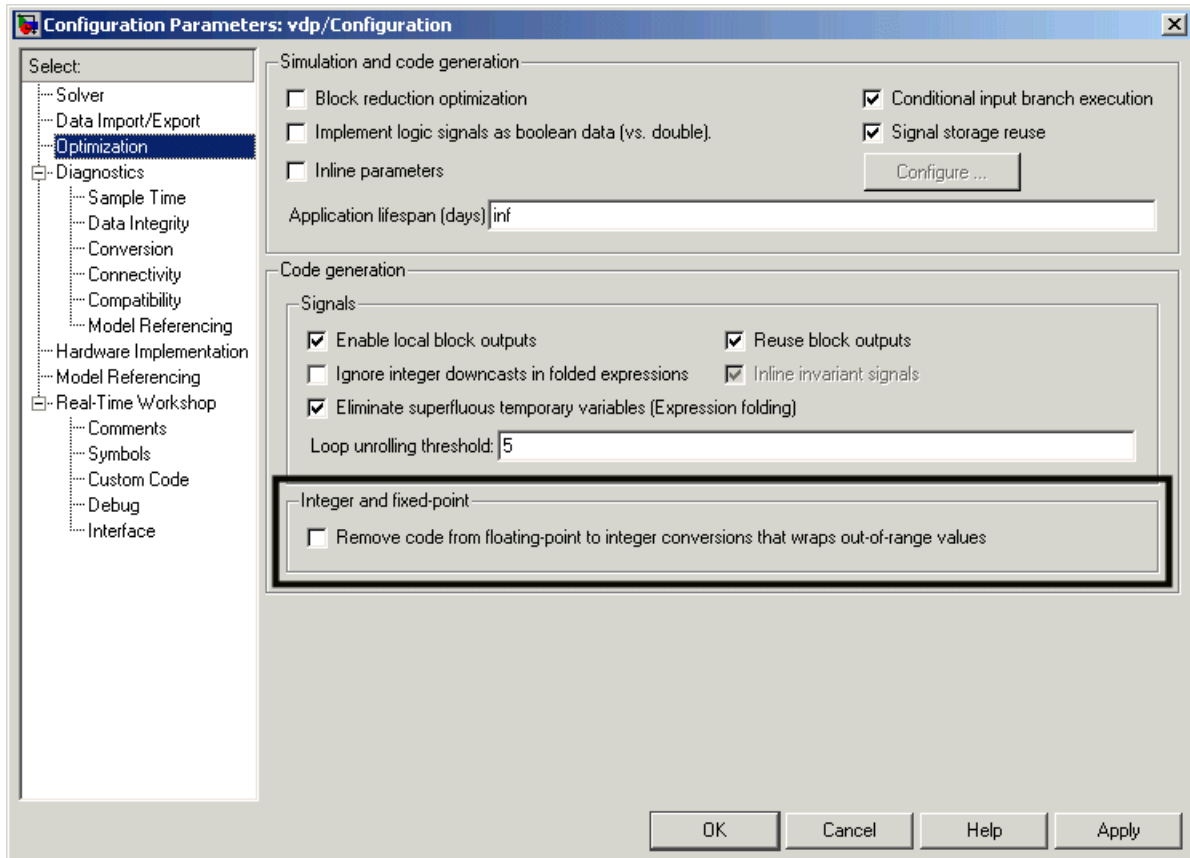 Configuration Parameters: vdp/Configuration
Select:
Solver
Data Import/Export
Optimization
Diagnostics
Sample Time
Data Integrity
Conversion
Connectivity
Compatibility
Model Referencing
Hardware Implementation
Model Referencing
Real-Time Workshop
Comments
Symbols
Custom Code
Debug
Interface
Simulation and code generation
Block reduction optimization
Conditional input branch execution
Implement logic signals as boolean data (vs. double).
Signal storage reuse
Inline parameters
Configure ...
Application lifespan (days) inf
Code generation
Signals
Enable local block outputs
Reuse block outputs
Ignore integer downcasts in folded expressions
Inline invariant signals
Eliminate superfluous temporary variables (Expression folding)
Loop unrolling threshold: 5
Integer and fixed-point
Remove code from floating-point to integer conversions that wraps out-of-range values
OK
Cancel
Help
Apply